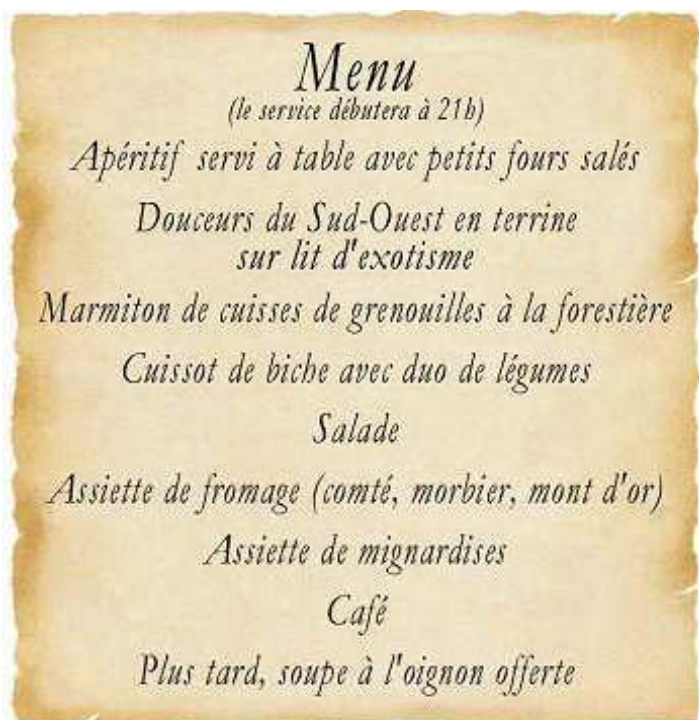 Menu
(le service débutera à 21h)
Apéritif servi à table avec petits fours salés
Douceurs du Sud-Ouest en terrine
sur lit d'exotisme
Marmiton de cuisses de grenouilles à la forestière
Cuissot de biche avec duo de légumes
Salade
Assiette de fromage (comté, morbier, mont d'or)
Assiette de mignardises
Café
Plus tard, soupe à l'oignon offerte